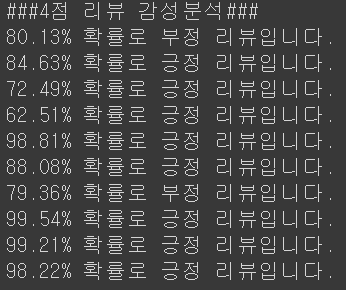 ###4점 리뷰 감성분석###
80.13% 확률로 부정 리뷰입니다.
84.63% 확률로 긍정 리뷰입니다.
72.49% 확률로 긍정 리뷰입니다.
62.51% 확률로 긍정 리뷰입니다.
98.81% 확률로 긍정 리뷰입니다.
88.08% 확률로 긍정 리뷰입니다.
79.36% 확률로 부정 리뷰입니다.
99.54% 확률로 긍정 리뷰입니다.
99.21% 확률로 긍정 리뷰입니다.
98.22% 확률로 긍정 리뷰입니다.